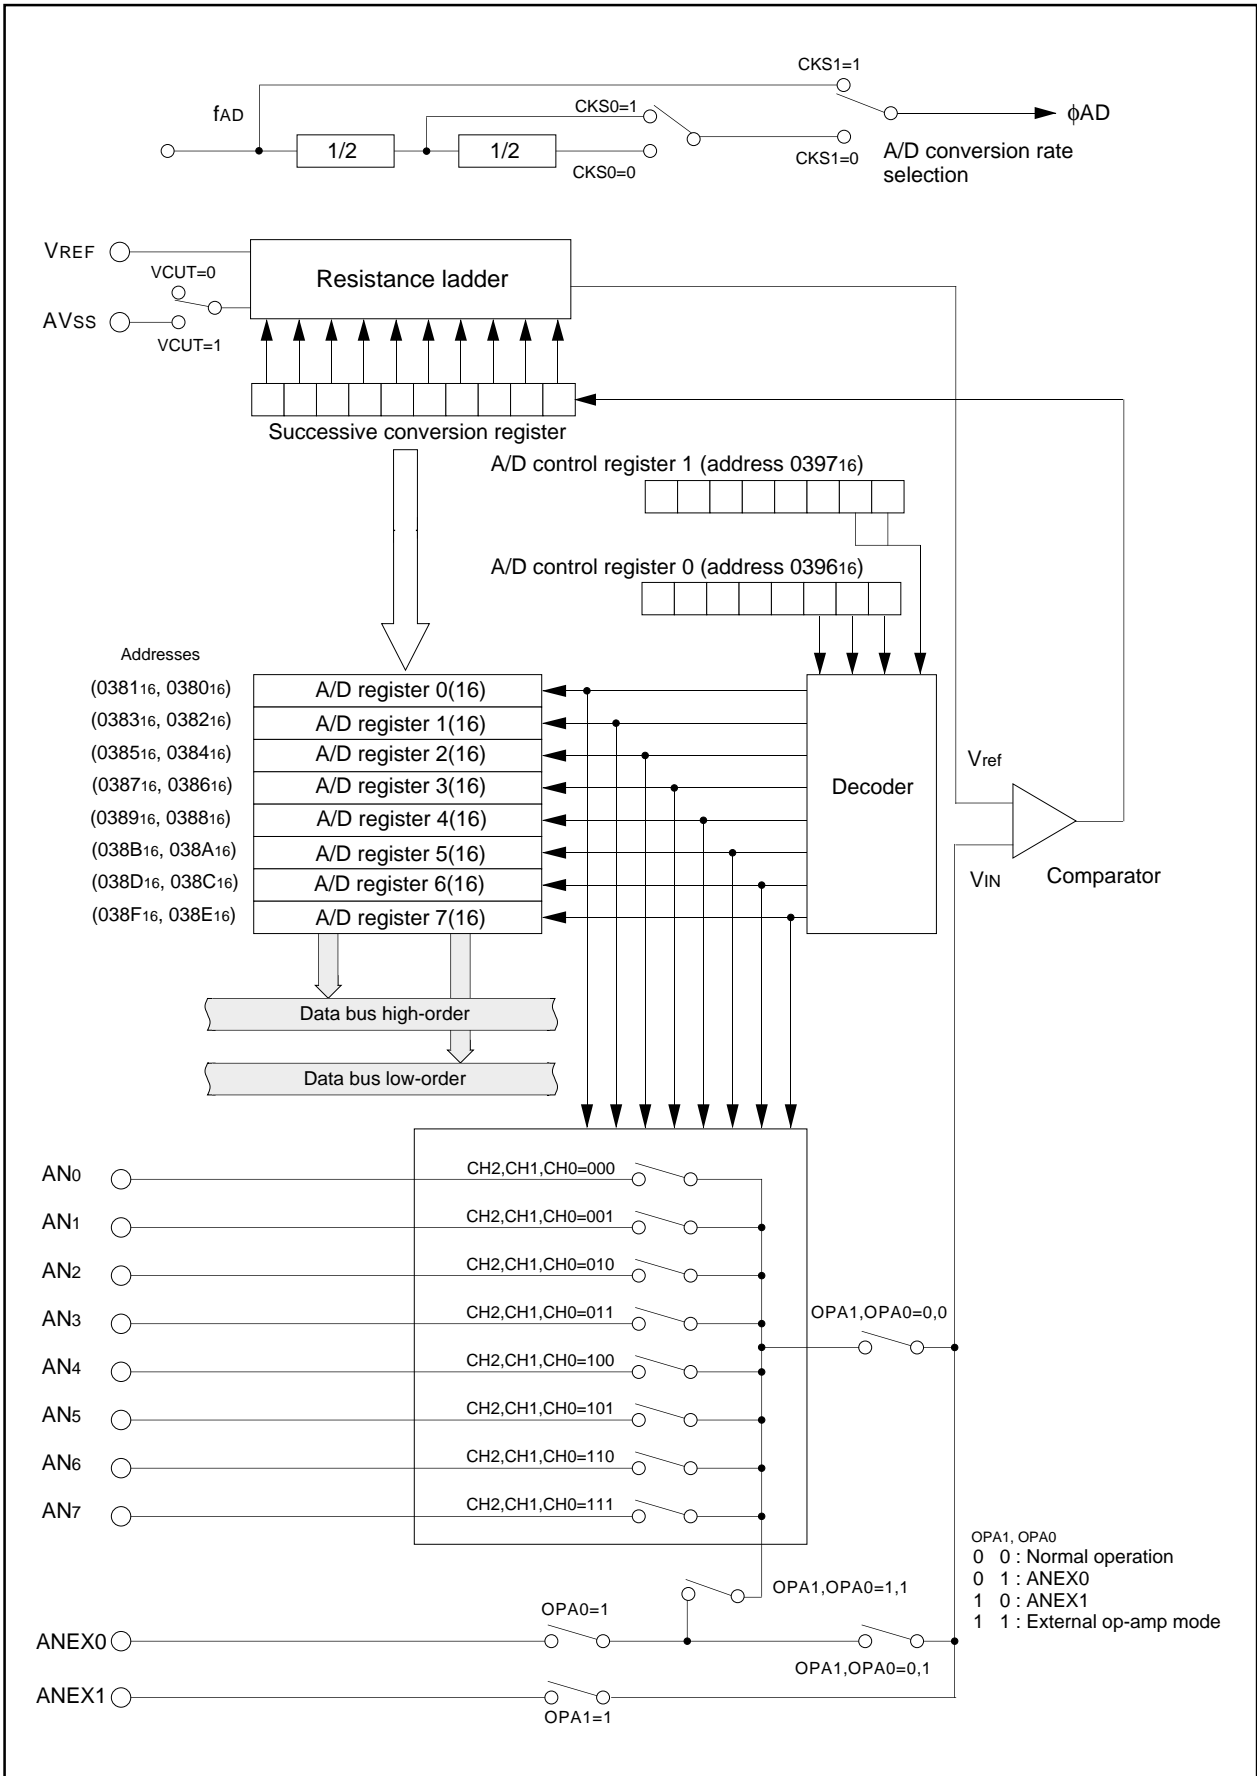 CKS1=1
fAD
CKS0=1
ϕAD
1/2
1/2
CKS0=0
CKS1=0
A/D conversion rate
selection
VREF
VCUT=0
Resistance ladder
AVSS
VCUT=1
Successive conversion register
A/D control register 1 (address 039716)
A/D control register 0 (address 039616)
Addresses
(038116, 038016)
A/D register 0(16)
(038316, 038216)
A/D register 1(16)
(038516, 038416)
A/D register 2(16)
(038716, 038616)
A/D register 3(16)
(038916, 038816)
A/D register 4(16)
(038B16, 038A16)
A/D register 5(16)
(038D16, 038C16)
A/D register 6(16)
(038F16, 038E16)
A/D register 7(16)
Decoder
Vref
VIN
Comparator
Data bus high-order
Data bus low-order
AN0
CH2,CH1,CH0=000
AN1
CH2,CH1,CH0=001
AN2
CH2,CH1,CH0=010
AN3
CH2,CH1,CH0=011
OPA1,OPA0=0,0
AN4
CH2,CH1,CH0=100
AN5
CH2,CH1,CH0=101
AN6
CH2,CH1,CH0=110
AN7
CH2,CH1,CH0=111
OPA1, OPA0
0 0 : Normal operation
0 1 : ANEX0
1 0 : ANEX1
1 1 : External op-amp mode
OPA1,OPA0=1,1
OPA0=1
ANEX0
OPA1,OPA0=0,1
ANEX1
OPA1=1